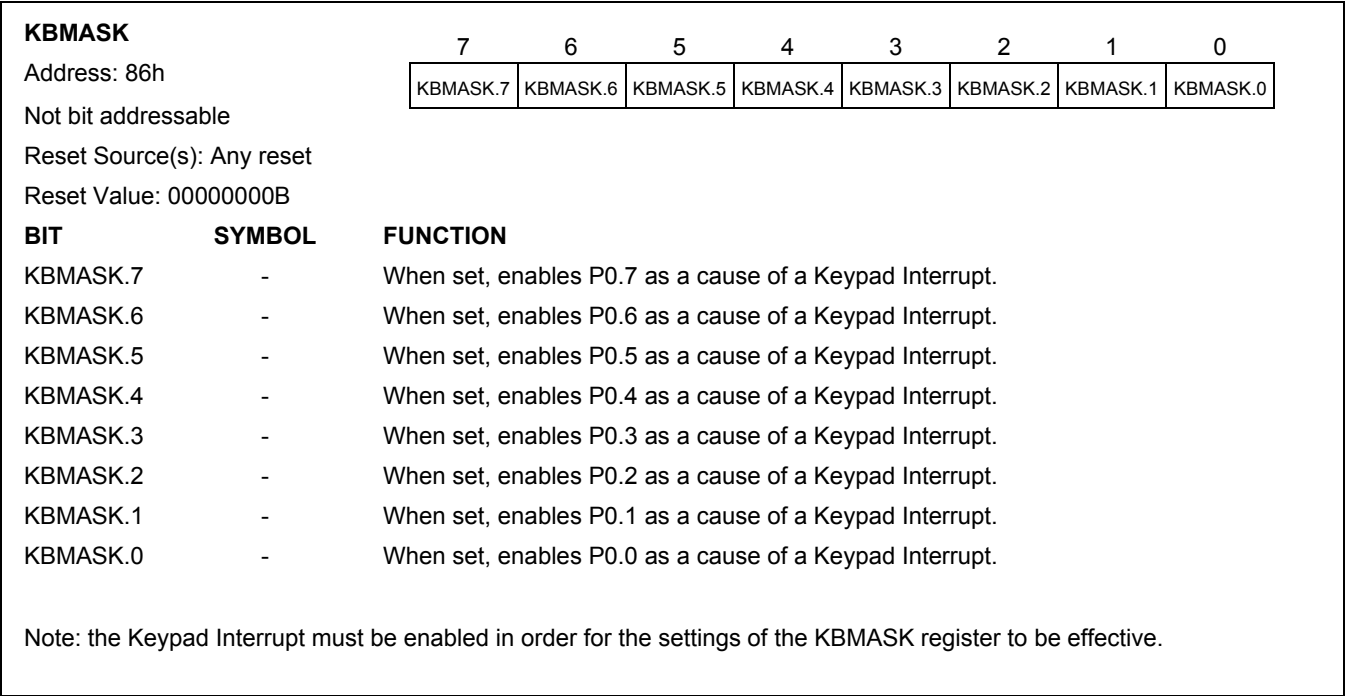 KBMASK
7 6 5 4 3 2 1 0
Address: 86h
KBMASK.7 KBMASK.6 KBMASK.5 KBMASK.4 KBMASK.3 KBMASK.2 KBMASK.1 KBMASK.0
Not bit addressable
Reset Source(s): Any reset
Reset Value: 00000000B
BIT SYMBOL FUNCTION
KBMASK.7 - When set, enables P0.7 as a cause of a Keypad Interrupt.
KBMASK.6 - When set, enables P0.6 as a cause of a Keypad Interrupt.
KBMASK.5 - When set, enables P0.5 as a cause of a Keypad Interrupt.
KBMASK.4 - When set, enables P0.4 as a cause of a Keypad Interrupt.
KBMASK.3 - When set, enables P0.3 as a cause of a Keypad Interrupt.
KBMASK.2 - When set, enables P0.2 as a cause of a Keypad Interrupt.
KBMASK.1 - When set, enables P0.1 as a cause of a Keypad Interrupt.
KBMASK.0 - When set, enables P0.0 as a cause of a Keypad Interrupt.
Note: the Keypad Interrupt must be enabled in order for the settings of the KBMASK register to be effective.